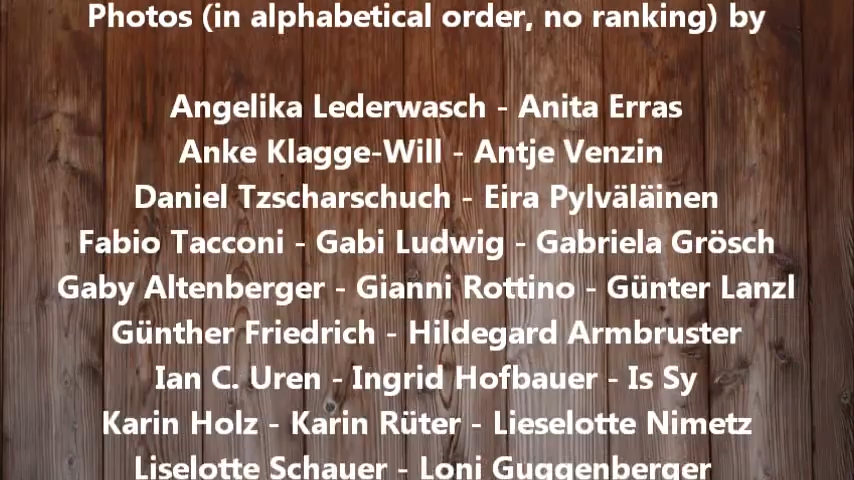 Photos (in alphabetical order, no ranking) by
Angelika Lederwasch - Anita Erras
Anke Klagge-Will - Antje Venzin
Daniel Tzscharschuch - Eira Pylväläinen
Fabio Tacconi - Gabi Ludwig - Gabriela Grösch
Gaby Altenberger - Gianni Rottino - Günter Lanzl
Günther Friedrich - Hildegard Armbruster
Ian C. Uren - Ingrid Hofbauer - Is Sy
Karin Holz - Karin Rüter - Lieselotte Nimetz
Liselotte Schauer - Loni Guggenberger